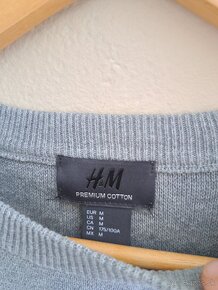 H&M
PREMIUM COTTON
EUR M
US M
CA M
CN 175/100A
MX M